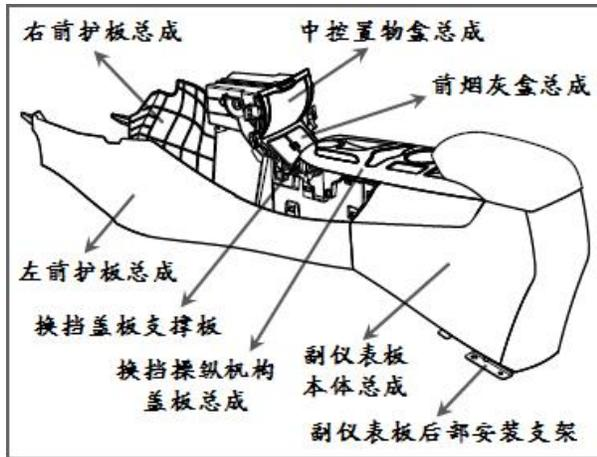 右前护板总成
中控置物盒总成
前烟灰盒总成
左前护板总成
换挡盖板支撑板
换挡操纵机构
盖板总成
副仪表板
本体总成
副仪表板后部安装支架